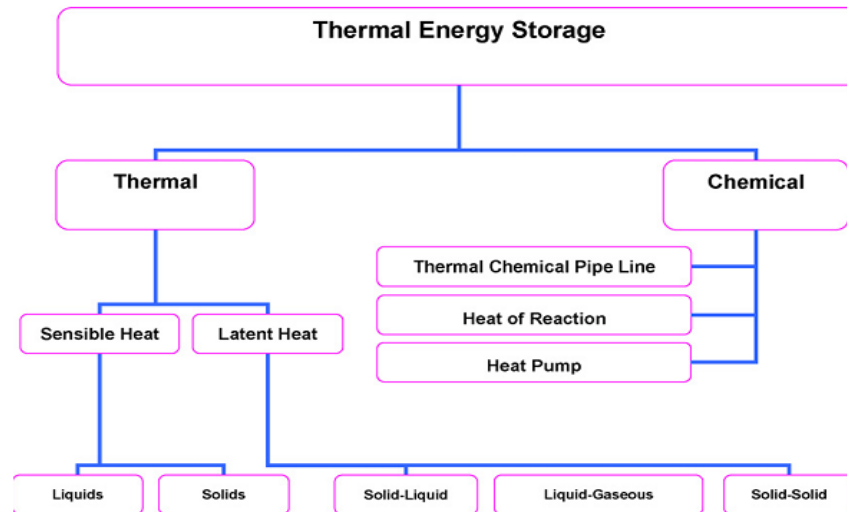 Thermal Energy Storage
Thermal
Chemical
Thermal Chemical Pipe Line
Heat of Reaction
Heat Pump
Sensible Heat
Latent Heat
Liquids
Solids
Solid-Liquid
Liquid-Gaseous
Solid-Solid